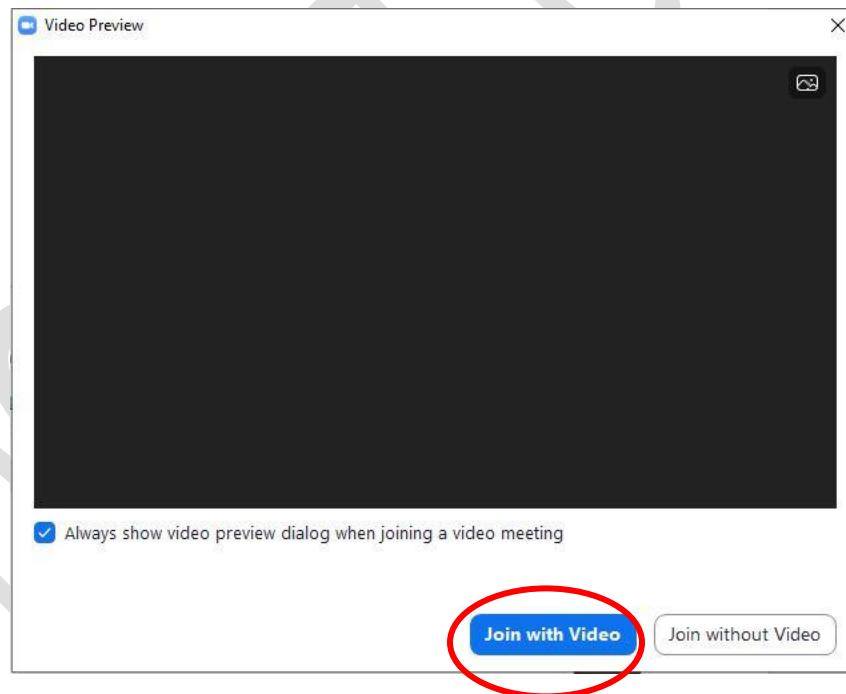 Video Preview
Always show video preview dialog when joining a video meeting
Join with Video
Join without Video